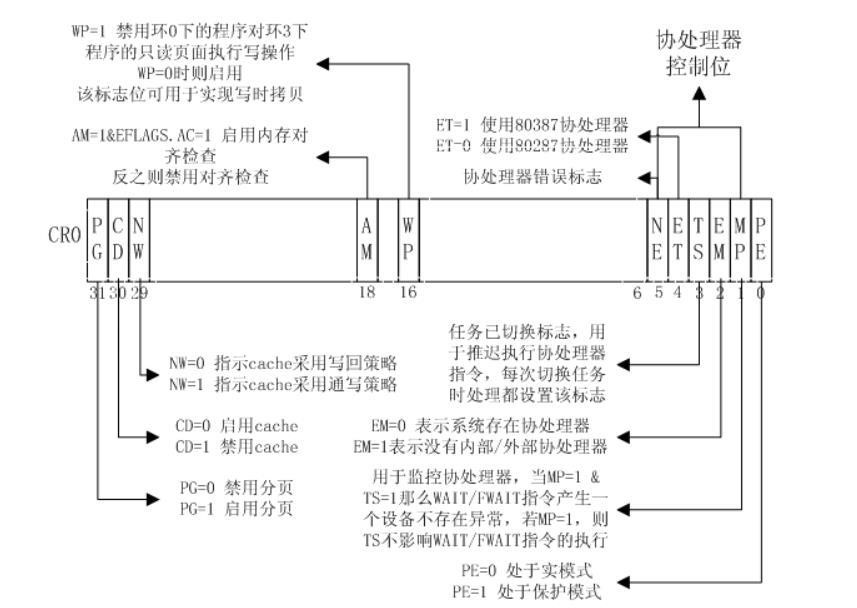 WP=1 禁用环0下的程序对环3下
程序的只读页面执行写操作
WP=0时则启用
该标志位可用于实现写时拷贝
协处理器
控制位
AM=1&EFLAGS.AC=1 启用内存对
齐检查
反之则禁用对齐检查
ET=1 使用80387协处理器
ET=0 使用80287协处理器
协处理器错误标志
CR0
PG
CD
NW
AM
WP
NE
ET
TS
EM
MP
PE
31 30 29 18 16 6 5 4 3 2 1 0
NW=0 指示cache采用写回策略
NW=1 指示cache采用通写策略
CD=0 启用cache
CD=1 禁用cache
PG=0 禁用分页
PG=1 启用分页
任务已切换标志，用
于推迟执行协处理器
指令，每次切换任务
时处理都设置该标志
EM=0 表示系统存在协处理器
EM=1表示没有内部/外部协处理器
用于监控协处理器，当MP=1 &
TS=1那么WAIT/FWAIT指令产生一
个设备不存在异常，若MP=1，则
TS不影响WAIT/FWAIT指令的执行
PE=0 处于实模式
PE=1 处于保护模式